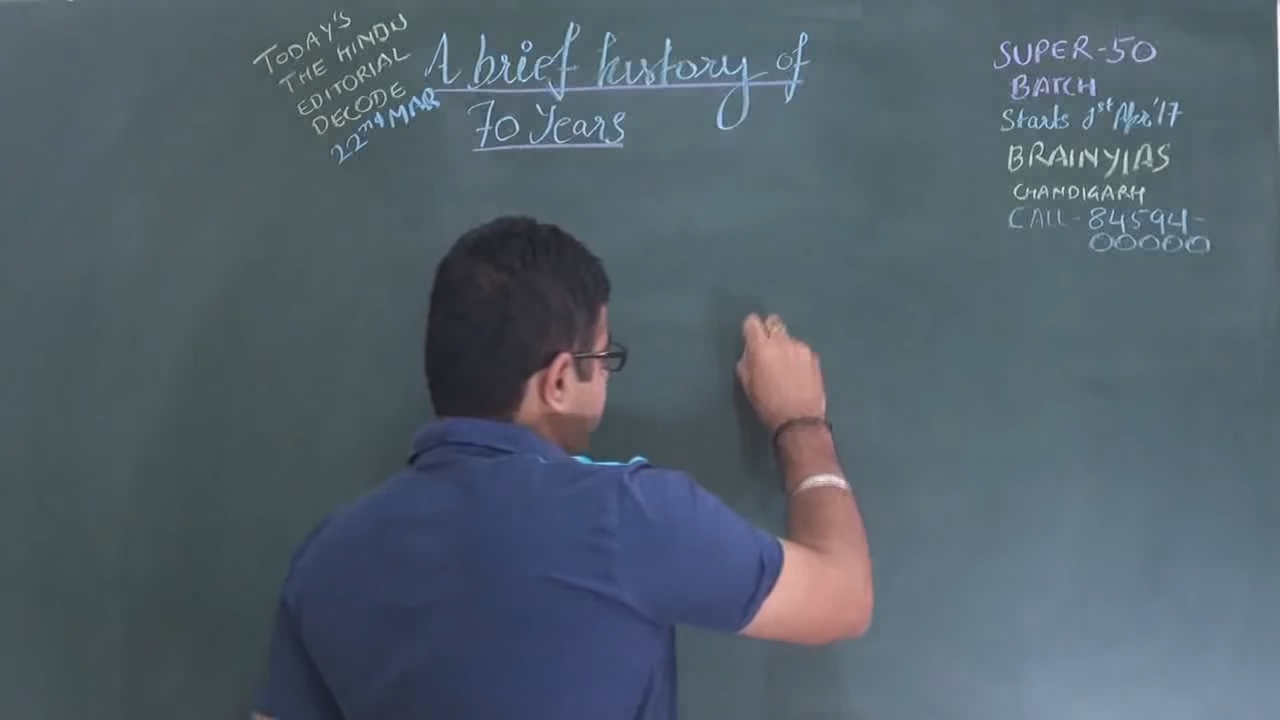 TODAY'S
THE HINDU
EDITORIAL
DECODE
22nd MAR
A brief history of
70 Years
SUPER-50
BATCH
Starts 1st Apr'17
BRAINYIAS
CHANDIGARH
CALL - 84594-
00000